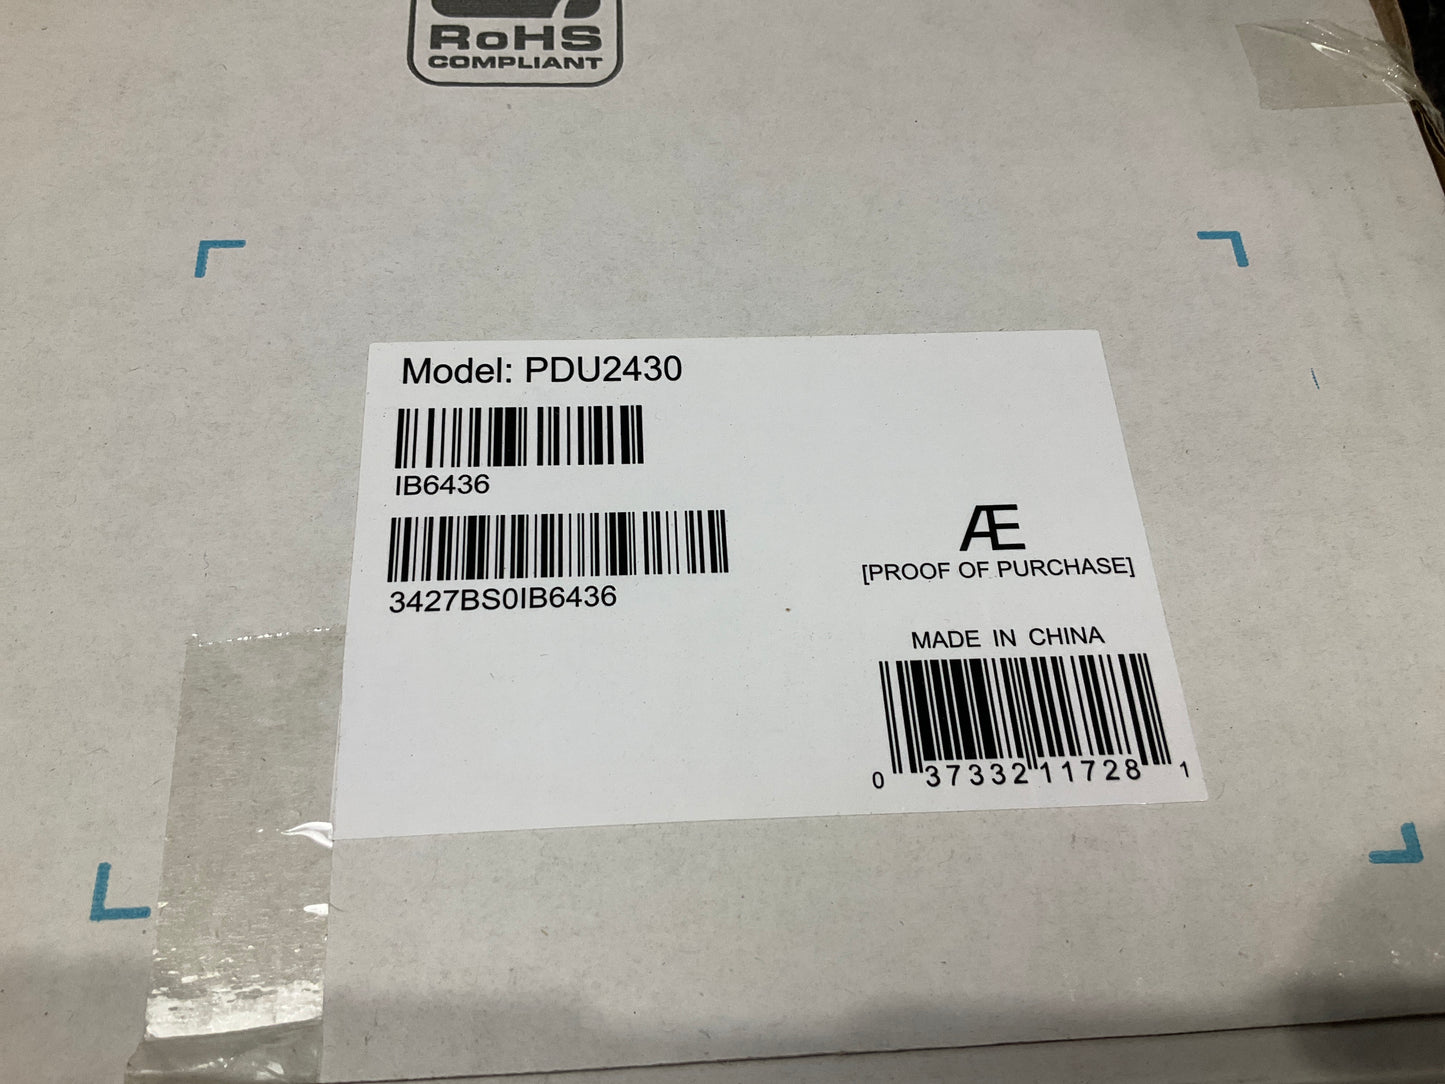 RoHS
COMPLIANT
Model: PDU2430
IB6436
3427BS0IB6436
Æ
[PROOF OF PURCHASE]
MADE IN CHINA
0 37332 11728 1